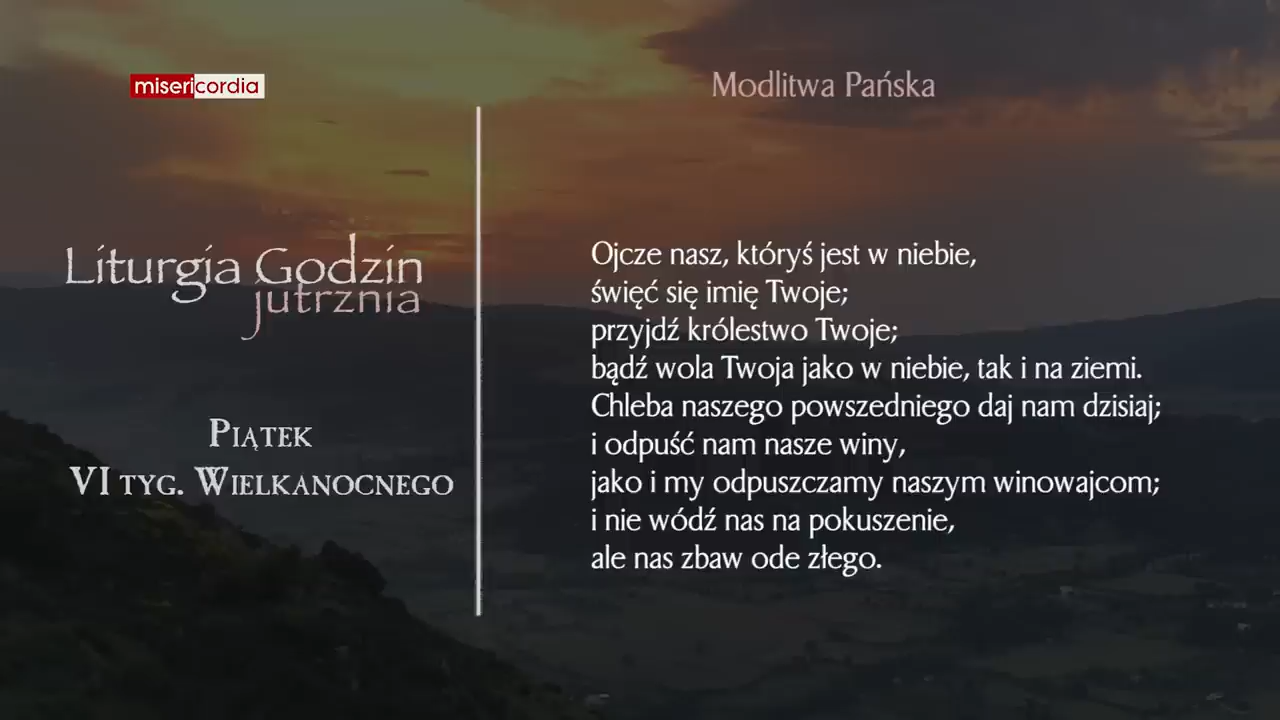 misericordia
Modlitwa Pańska
Liturgia Godzin
jutrznia
Piątek
VI tyg. Wielkanocnego
Ojcze nasz, któryś jest w niebie,
święć się imię Twoje;
przyjdź królestwo Twoje;
bądź wola Twoja jako w niebie, tak i na ziemi.
Chleba naszego powszedniego daj nam dzisiaj;
i odpuść nam nasze winy,
jako i my odpuszczamy naszym winowajcom;
i nie wódź nas na pokuszenie,
ale nas zbaw ode złego.